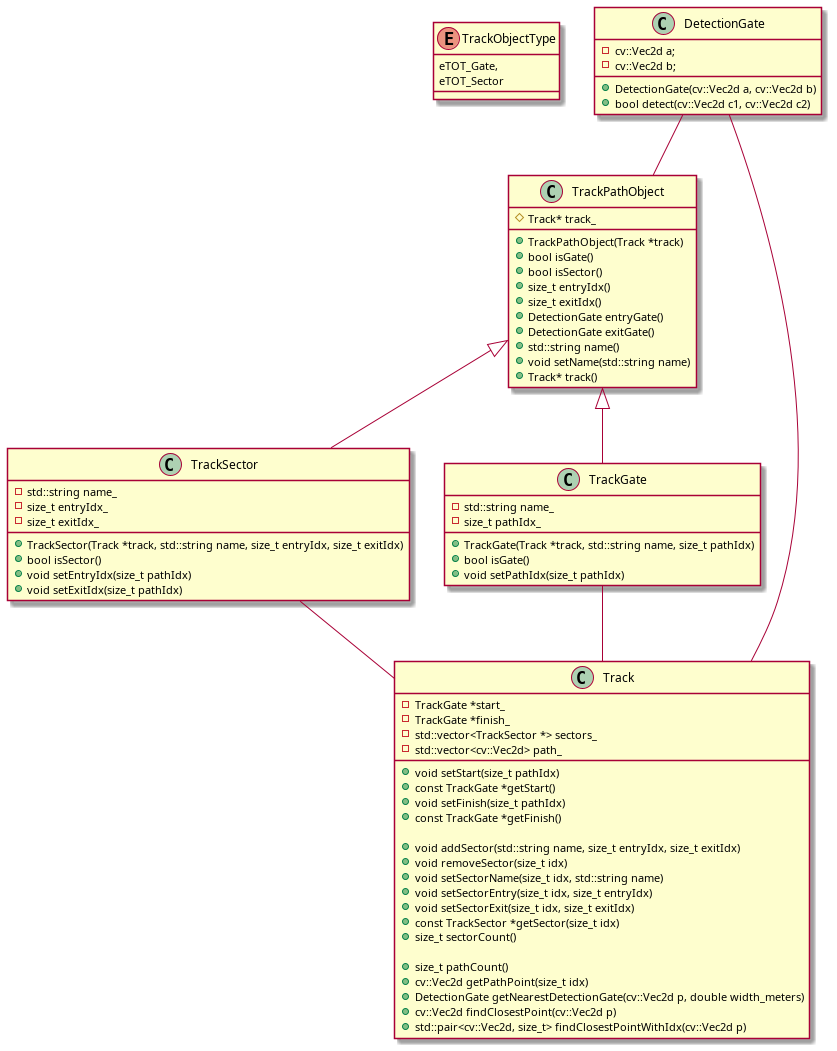 E TrackObjectType
eTOT_Gate,
eTOT_Sector
C DetectionGate
cv::Vec2d a;
cv::Vec2d b;
DetectionGate(cv::Vec2d a, cv::Vec2d b)
bool detect(cv::Vec2d c1, cv::Vec2d c2)
C TrackPathObject
Track* track_
TrackPathObject(Track *track)
bool isGate()
bool isSector()
size_t entryIdx()
size_t exitIdx()
DetectionGate entryGate()
DetectionGate exitGate()
std::string name()
void setName(std::string name)
Track* track()
C TrackSector
std::string name_
size_t entryIdx_
size_t exitIdx_
TrackSector(Track *track, std::string name, size_t entryIdx, size_t exitIdx)
bool isSector()
void setEntryIdx(size_t pathIdx)
void setExitIdx(size_t pathIdx)
C TrackGate
std::string name_
size_t pathIdx_
TrackGate(Track *track, std::string name, size_t pathIdx)
bool isGate()
void setPathIdx(size_t pathIdx)
C Track
TrackGate *start_
TrackGate *finish_
std::vector<TrackSector *> sectors_
std::vector<cv::Vec2d> path_
void setStart(size_t pathIdx)
const TrackGate *getStart()
void setFinish(size_t pathIdx)
const TrackGate *getFinish()
void addSector(std::string name, size_t entryIdx, size_t exitIdx)
void removeSector(size_t idx)
void setSectorName(size_t idx, std::string name)
void setSectorEntry(size_t idx, size_t entryIdx)
void setSectorExit(size_t idx, size_t exitIdx)
const TrackSector *getSector(size_t idx)
size_t sectorCount()
size_t pathCount()
cv::Vec2d getPathPoint(size_t idx)
DetectionGate getNearestDetectionGate(cv::Vec2d p, double width_meters)
cv::Vec2d findClosestPoint(cv::Vec2d p)
std::pair<cv::Vec2d, size_t> findClosestPointWithIdx(cv::Vec2d p)